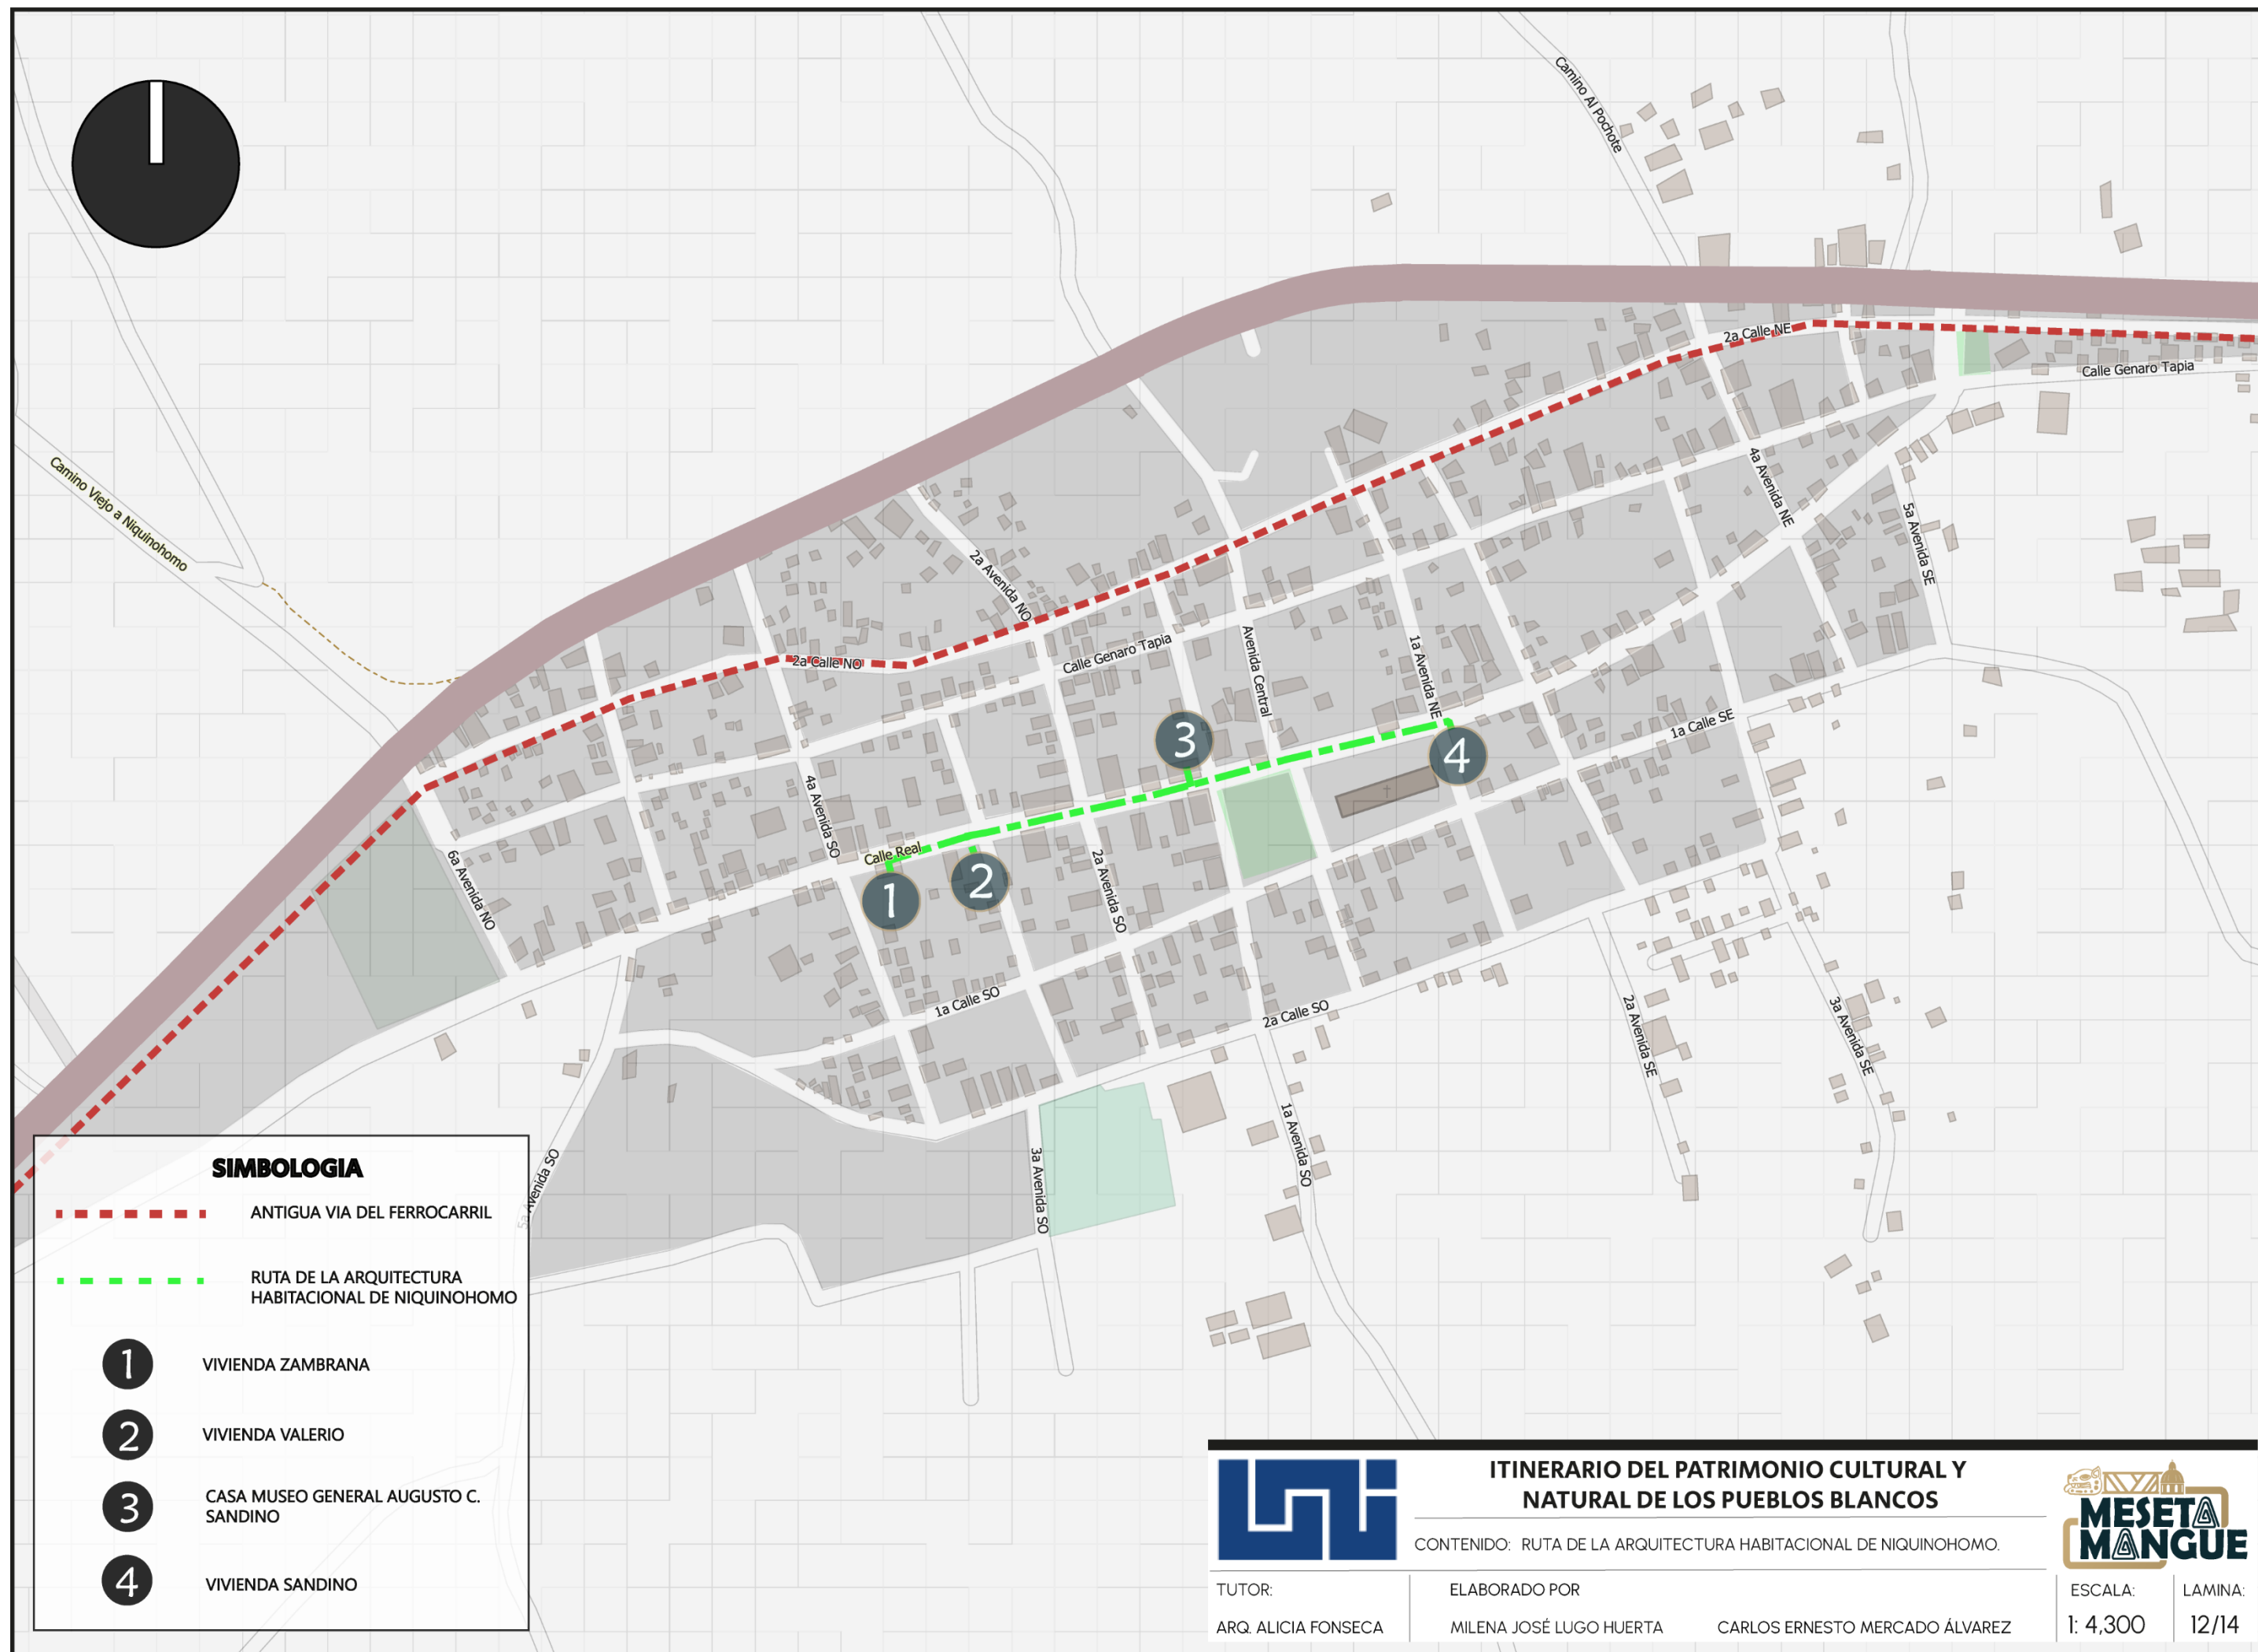 Camino Al Pochote
2a Calle NE
Calle Genaro Tapia
Camino Viejo a Niquinohomo
4a Avenida NE
5a Avenida SE
2a Avenida NO
2a Calle NO
Calle Genaro Tapia
Avenida Central
1a Avenida NE
1a Calle SE
3
4
4a Avenida SO
Calle Real
6a Avenida NO
2a Avenida SO
1
2
1a Calle SO
2a Calle SO
2a Avenida SE
3a Avenida SE
1a Avenida SO
3a Avenida SO
5a Avenida SO
SIMBOLOGIA
ANTIGUA VIA DEL FERROCARRIL
RUTA DE LA ARQUITECTURA
HABITACIONAL DE NIQUINOHOMO
1 VIVIENDA ZAMBRANA
2 VIVIENDA VALERIO
3 CASA MUSEO GENERAL AUGUSTO C.
SANDINO
4 VIVIENDA SANDINO
uni
ITINERARIO DEL PATRIMONIO CULTURAL Y
NATURAL DE LOS PUEBLOS BLANCOS
CONTENIDO: RUTA DE LA ARQUITECTURA HABITACIONAL DE NIQUINOHOMO.
MESETA
MANGUE
TUTOR:
ARQ. ALICIA FONSECA
ELABORADO POR
MILENA JOSÉ LUGO HUERTA CARLOS ERNESTO MERCADO ÁLVAREZ
ESCALA:
1: 4,300
LAMINA:
12/14